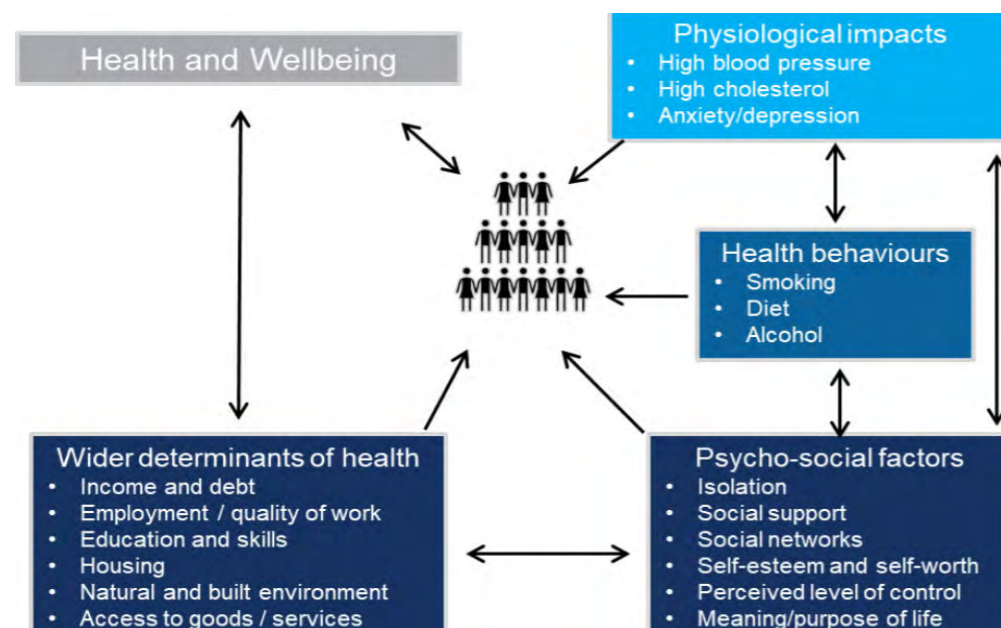 Health and Wellbeing
Physiological impacts
• High blood pressure
• High cholesterol
• Anxiety/depression
Health behaviours
• Smoking
• Diet
• Alcohol
Wider determinants of health
• Income and debt
• Employment / quality of work
• Education and skills
• Housing
• Natural and built environment
• Access to goods / services
Psycho-social factors
• Isolation
• Social support
• Social networks
• Self-esteem and self-worth
• Perceived level of control
• Meaning/purpose of life